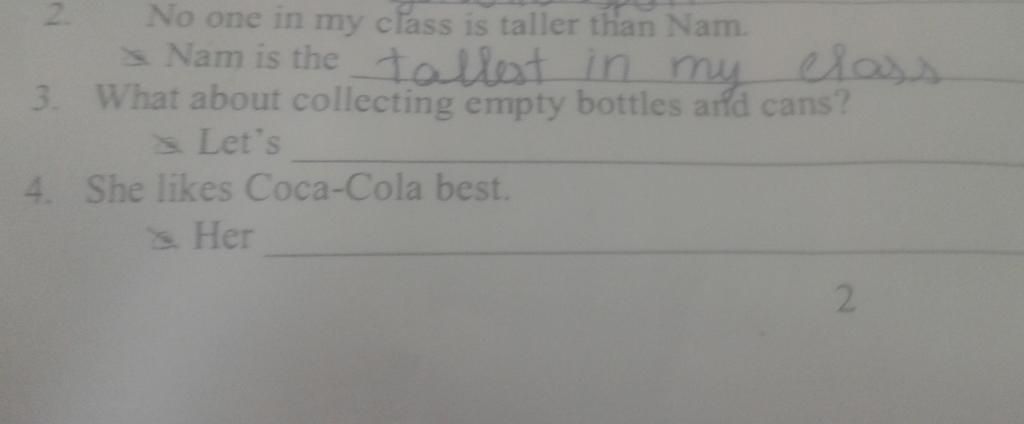 2. No one in my class is taller than Nam.
Nam is the tallest in my class
3. What about collecting empty bottles and cans?
Let's
4. She likes Coca-Cola best.
Her
2